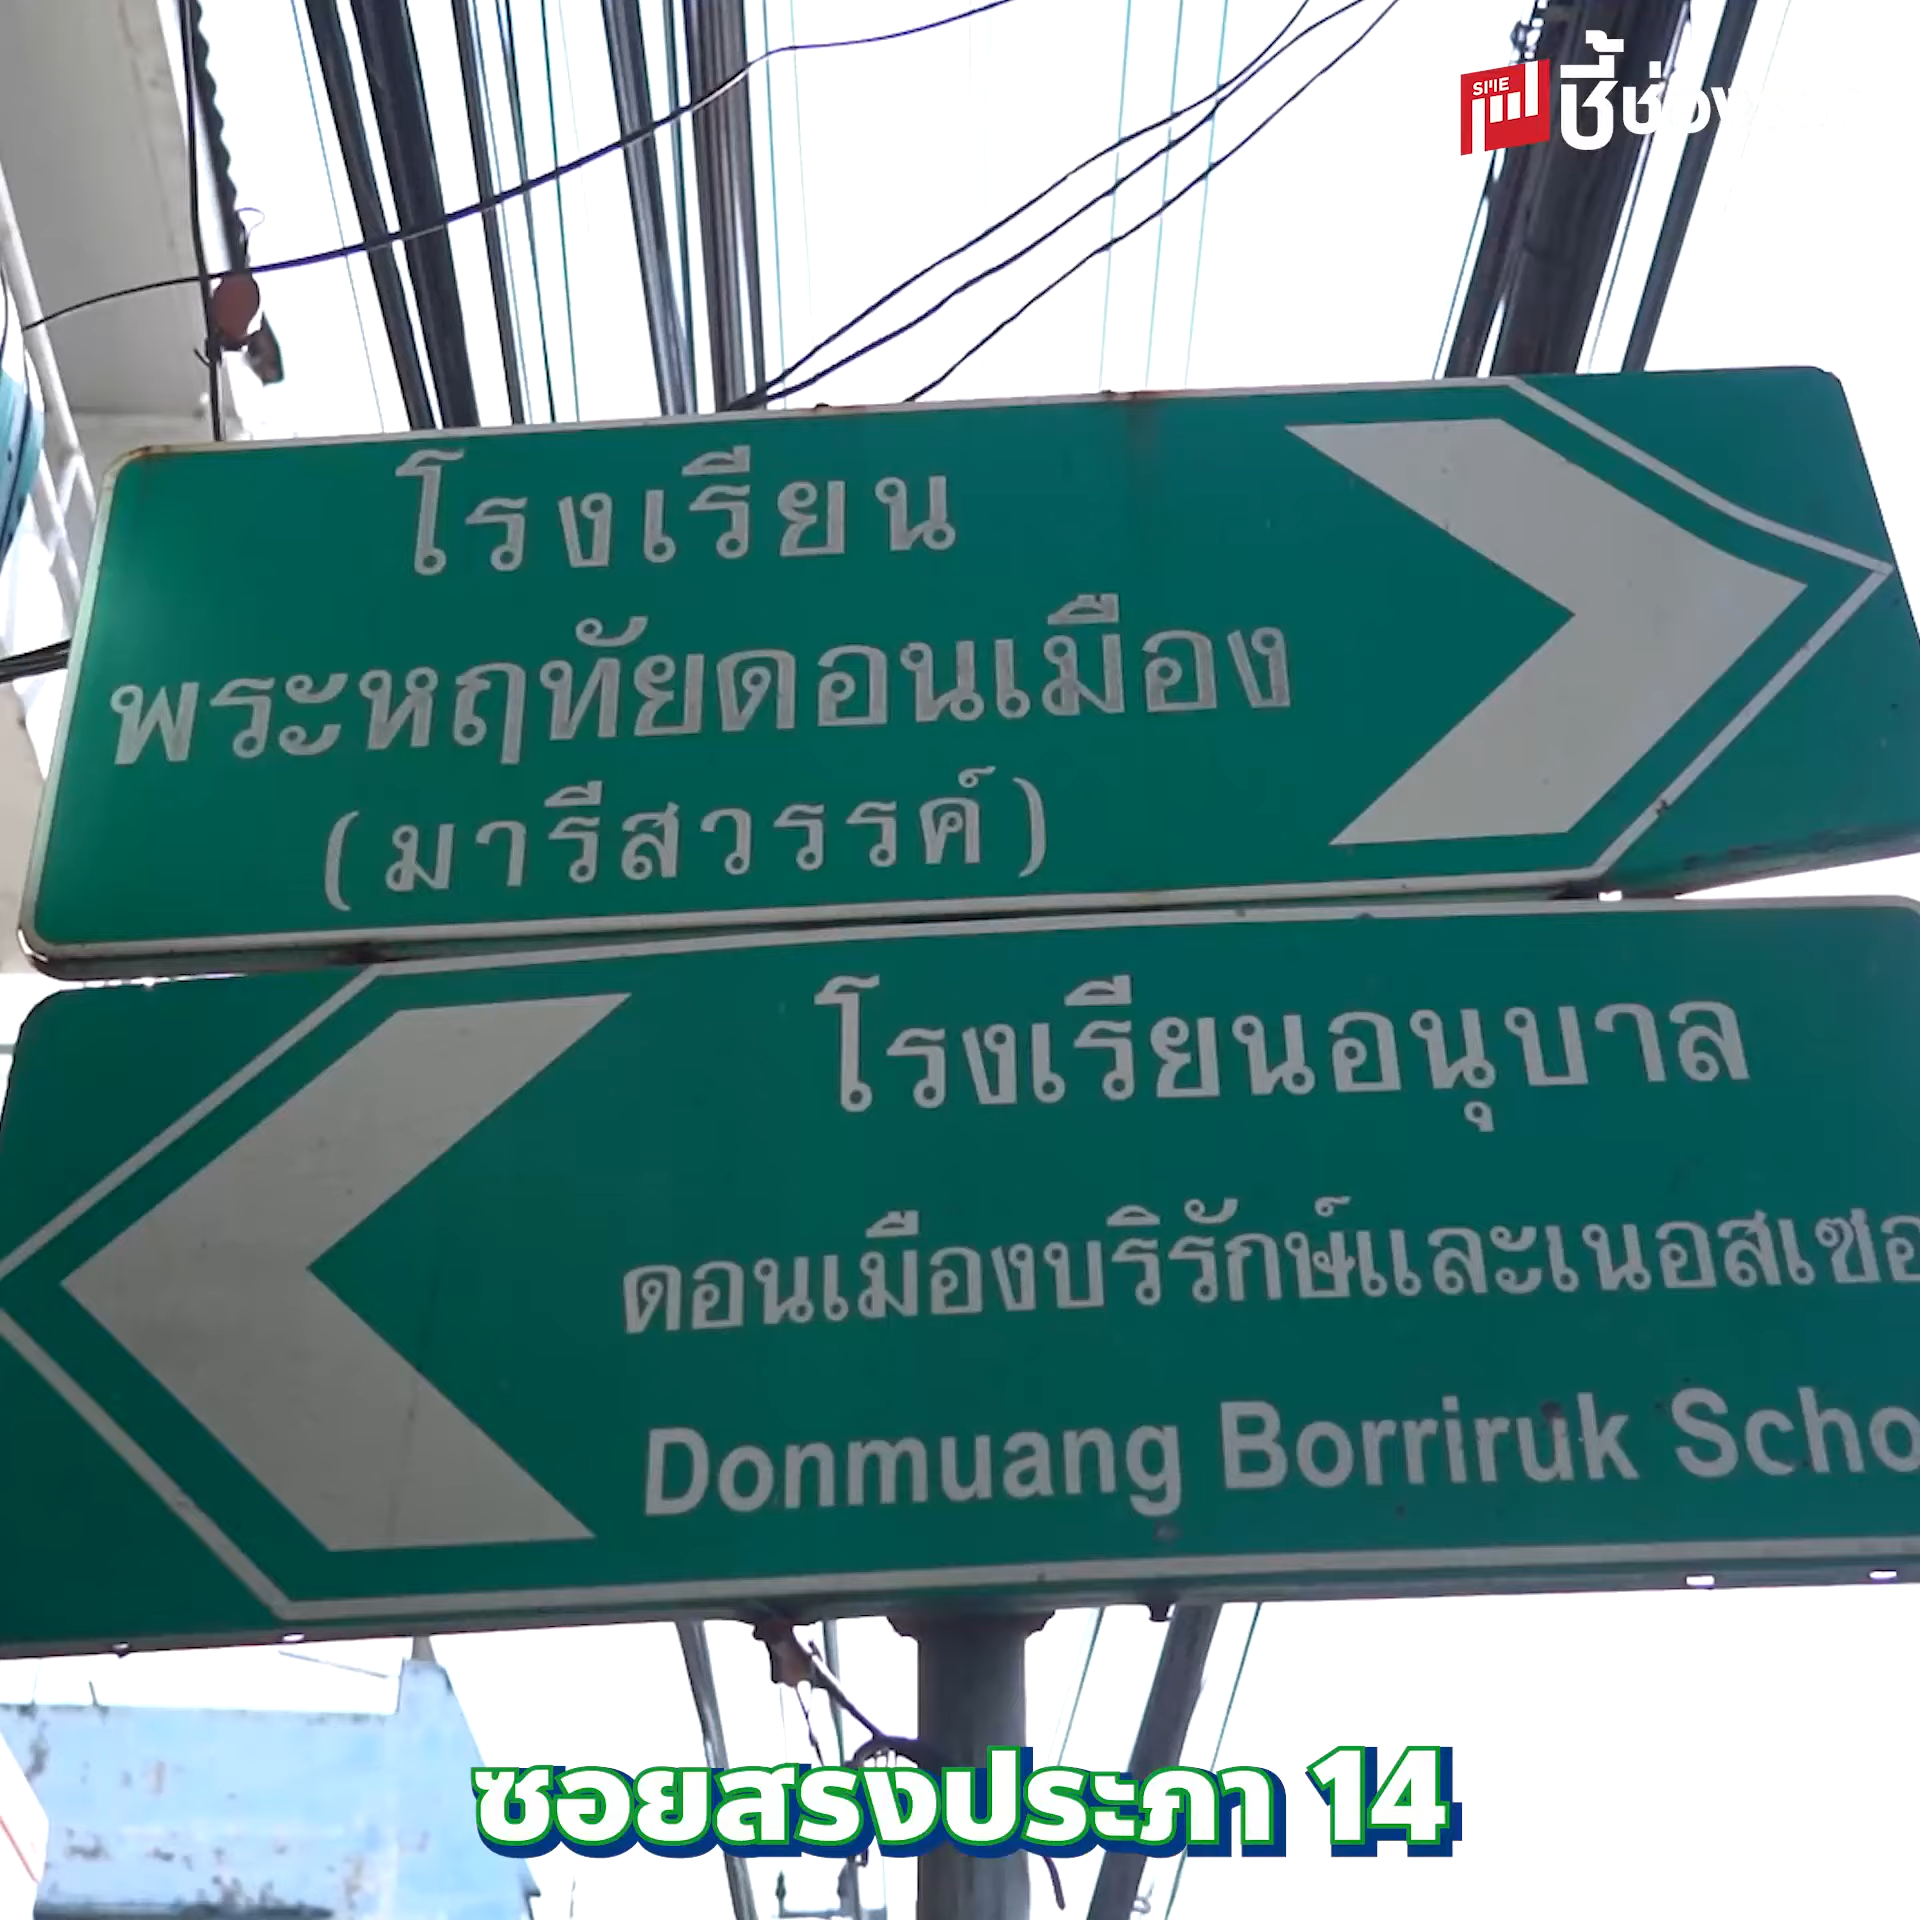 SME
ชี้ช่อง
โรงเรียน
พระหฤทัยดอนเมือง
(มารีสวรรค์)
โรงเรียนอนุบาล
ดอนเมืองบริรักษ์และเนอสเซอ
Donmuang Borriruk Scho
ซอยสรงประภา 14